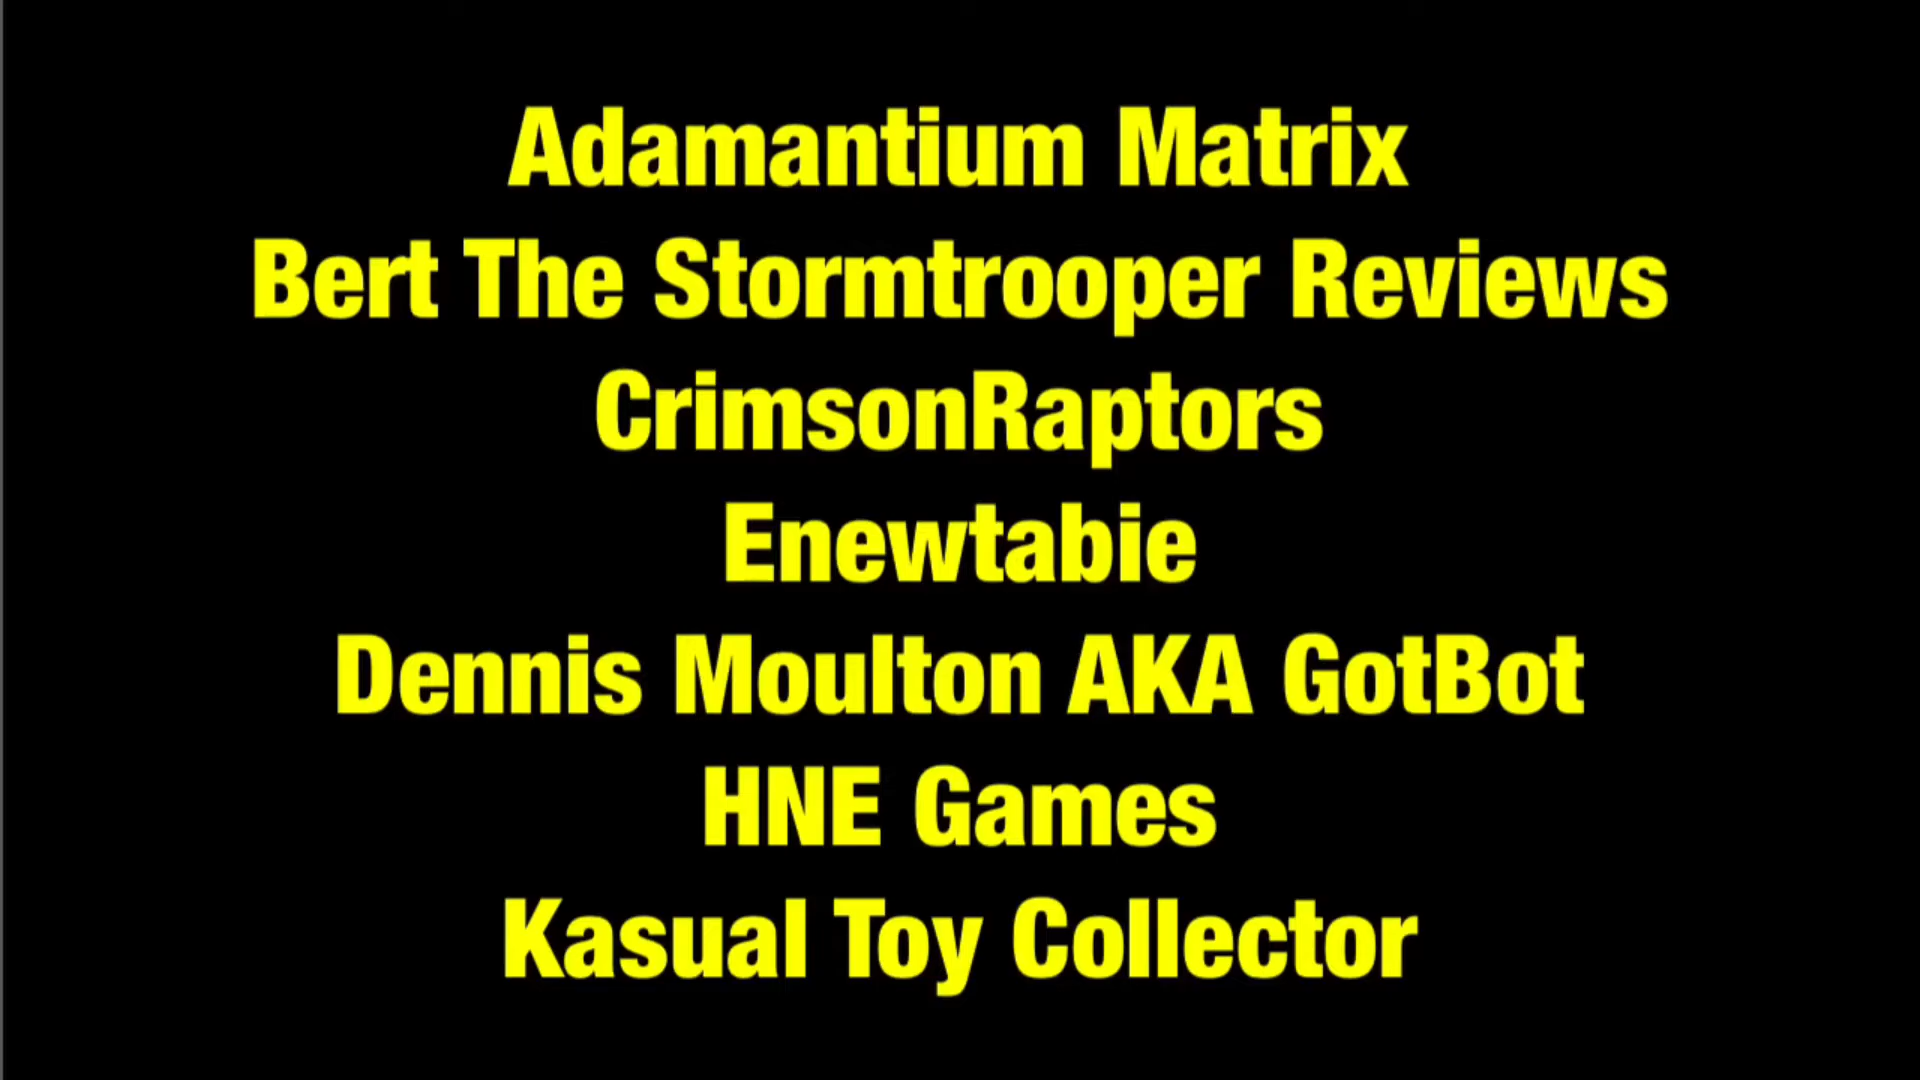 Adamantium Matrix
Bert The Stormtrooper Reviews
CrimsonRaptors
Enewtabie
Dennis Moulton AKA GotBot
HNE Games
Kasual Toy Collector